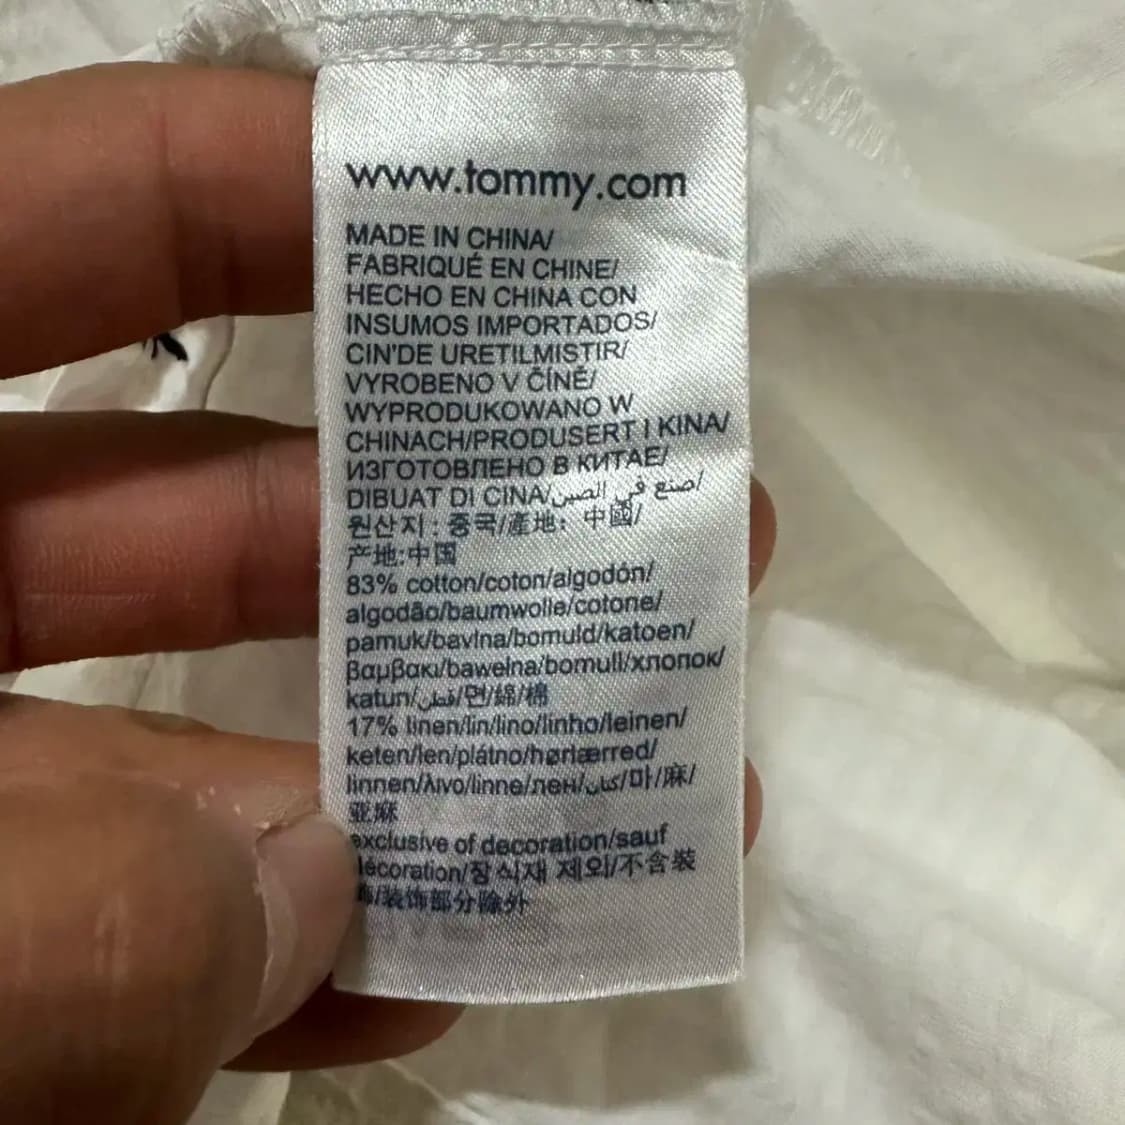 www.tommy.com
MADE IN CHINA/
FABRIQUÉ EN CHINE/
HECHO EN CHINA CON
INSUMOS IMPORTADOS/
CIN'DE URETILMISTIR/
VYROBENO V ČÍNĚ/
WYPRODUKOWANO W
CHINACH/PRODUSERT I KINA/
ИЗГОТОВЛЕНО В КИТАЕ/
DIBUAT DI CINA/صنع في الصين/
원산지: 중국/產地: 中國/
产地:中国
83% cotton/coton/algodón/
algodão/baumwolle/cotone/
pamuk/bavlna/bomuld/katoen/
βαμβακι/bawełna/bomull/хлопок/
katun/قطن/면/綿/棉
17% linen/lin/lino/linho/leinen/
keten/len/plátno/hørlærred/
linnen/λινο/linne/лен/كتان/마/麻/
亚麻
exclusive of decoration/sauf
décoration/장식재 제외/不含裝
飾/装饰部分除外